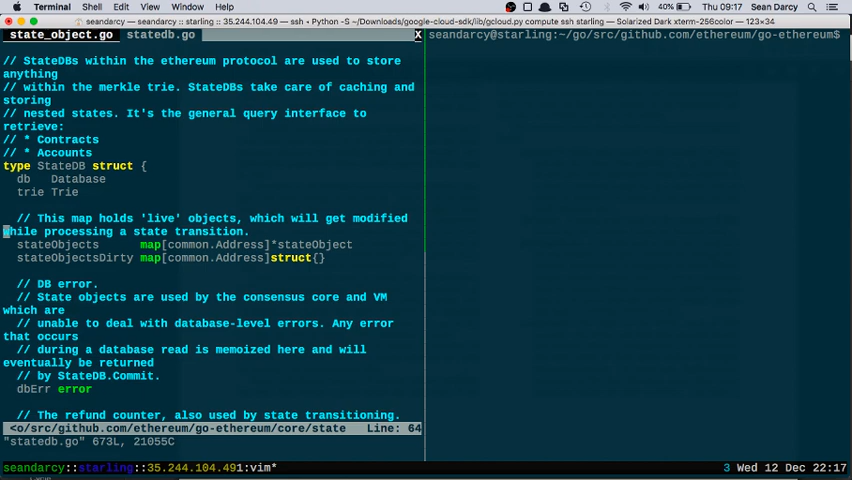 Terminal Shell Edit View Window Help 40% Thu 09:17 Sean Darcy
seandarcy — seandarcy :: starling :: 35.244.104.49 — ssh ‹ Python -S ~/Downloads/google-cloud-sdk/lib/gcloud.py compute ssh starling — Solarized Dark xterm-256color — 123×34
state_object.go statedb.go X
seandarcy@starling:~/go/src/github.com/ethereum/go-ethereum$
// StateDBs within the ethereum protocol are used to store
anything
// within the merkle trie. StateDBs take care of caching and
storing
// nested states. It's the general query interface to
retrieve:
// * Contracts
// * Accounts
type StateDB struct {
db Database
trie Trie
// This map holds 'live' objects, which will get modified
while processing a state transition.
stateObjects map[common.Address]*stateObject
stateObjectsDirty map[common.Address]struct{}
// DB error.
// State objects are used by the consensus core and VM
which are
// unable to deal with database-level errors. Any error
that occurs
// during a database read is memoized here and will
eventually be returned
// by StateDB.Commit.
dbErr error
// The refund counter, also used by state transitioning.
<o/src/github.com/ethereum/go-ethereum/core/state Line: 64
"statedb.go" 673L, 21055C
seandarcy::starling::35.244.104.491:vim* 3 Wed 12 Dec 22:17